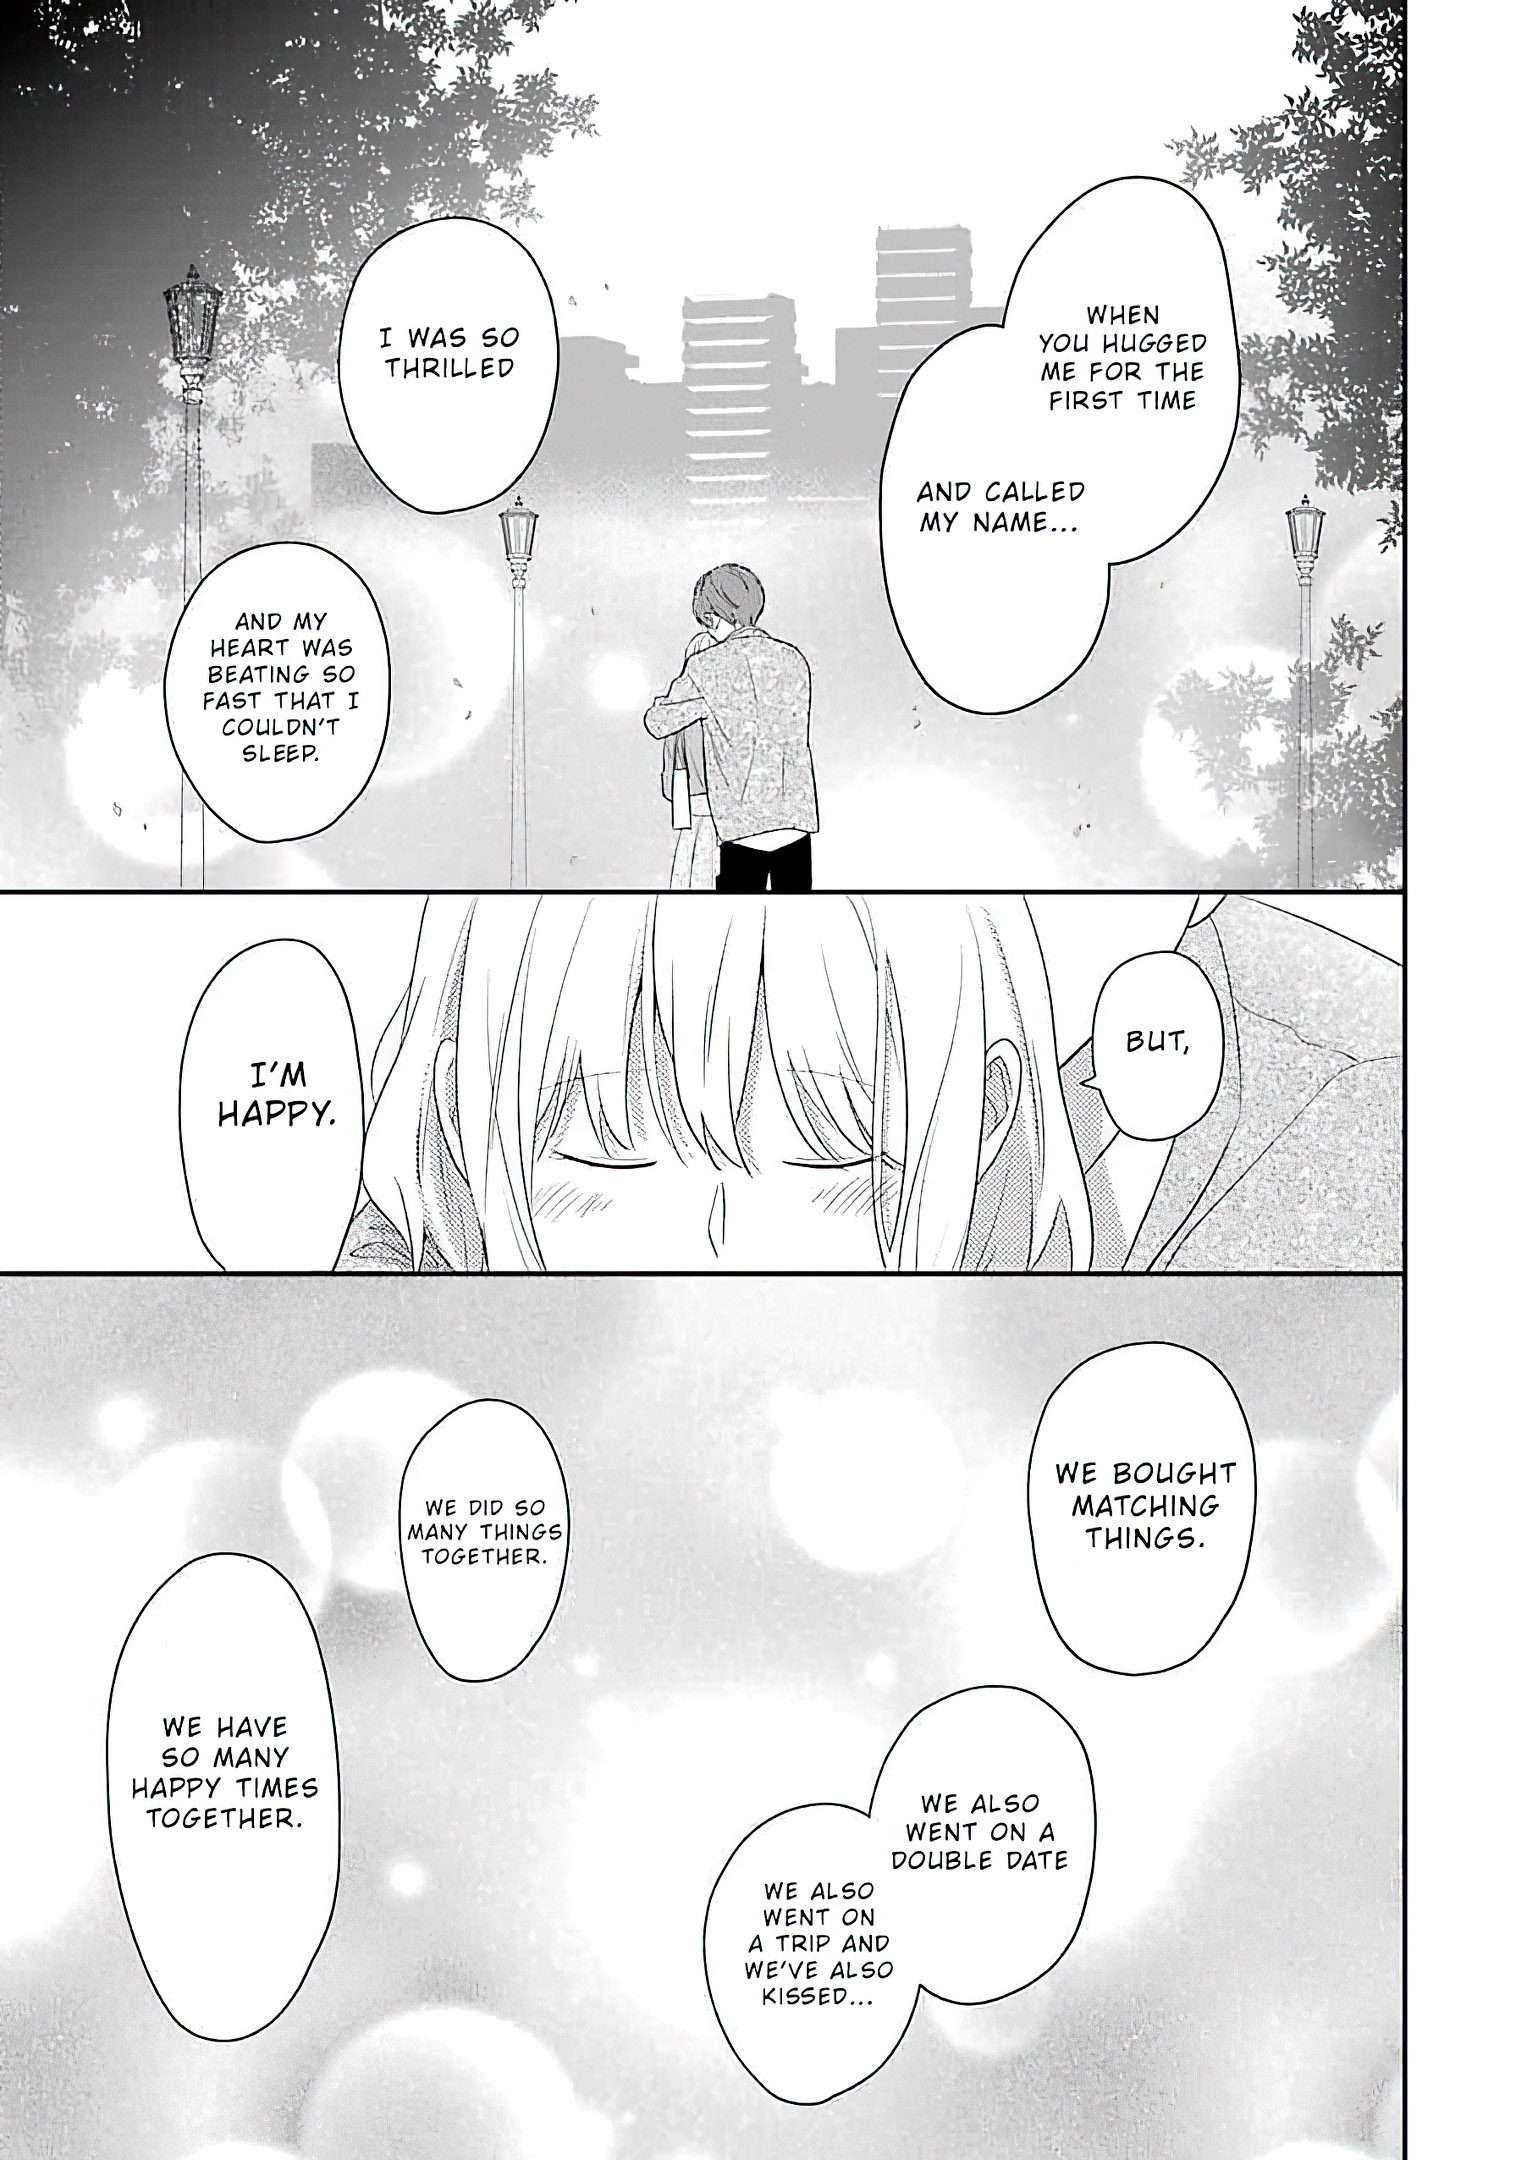 WHEN
YOU HUGGED
ME FOR THE
FIRST TIME
AND CALLED
MY NAME...
I WAS SO
THRILLED
AND MY
HEART WAS
BEATING SO
FAST THAT I
COULDN'T
SLEEP.
BUT,
I'M
HAPPY.
WE BOUGHT
MATCHING
THINGS.
WE ALSO
WENT ON A
DOUBLE DATE
WE ALSO
WENT ON
A TRIP AND
WE'VE ALSO
KISSED...
WE DID SO
MANY THINGS
TOGETHER.
WE HAVE
SO MANY
HAPPY TIMES
TOGETHER.